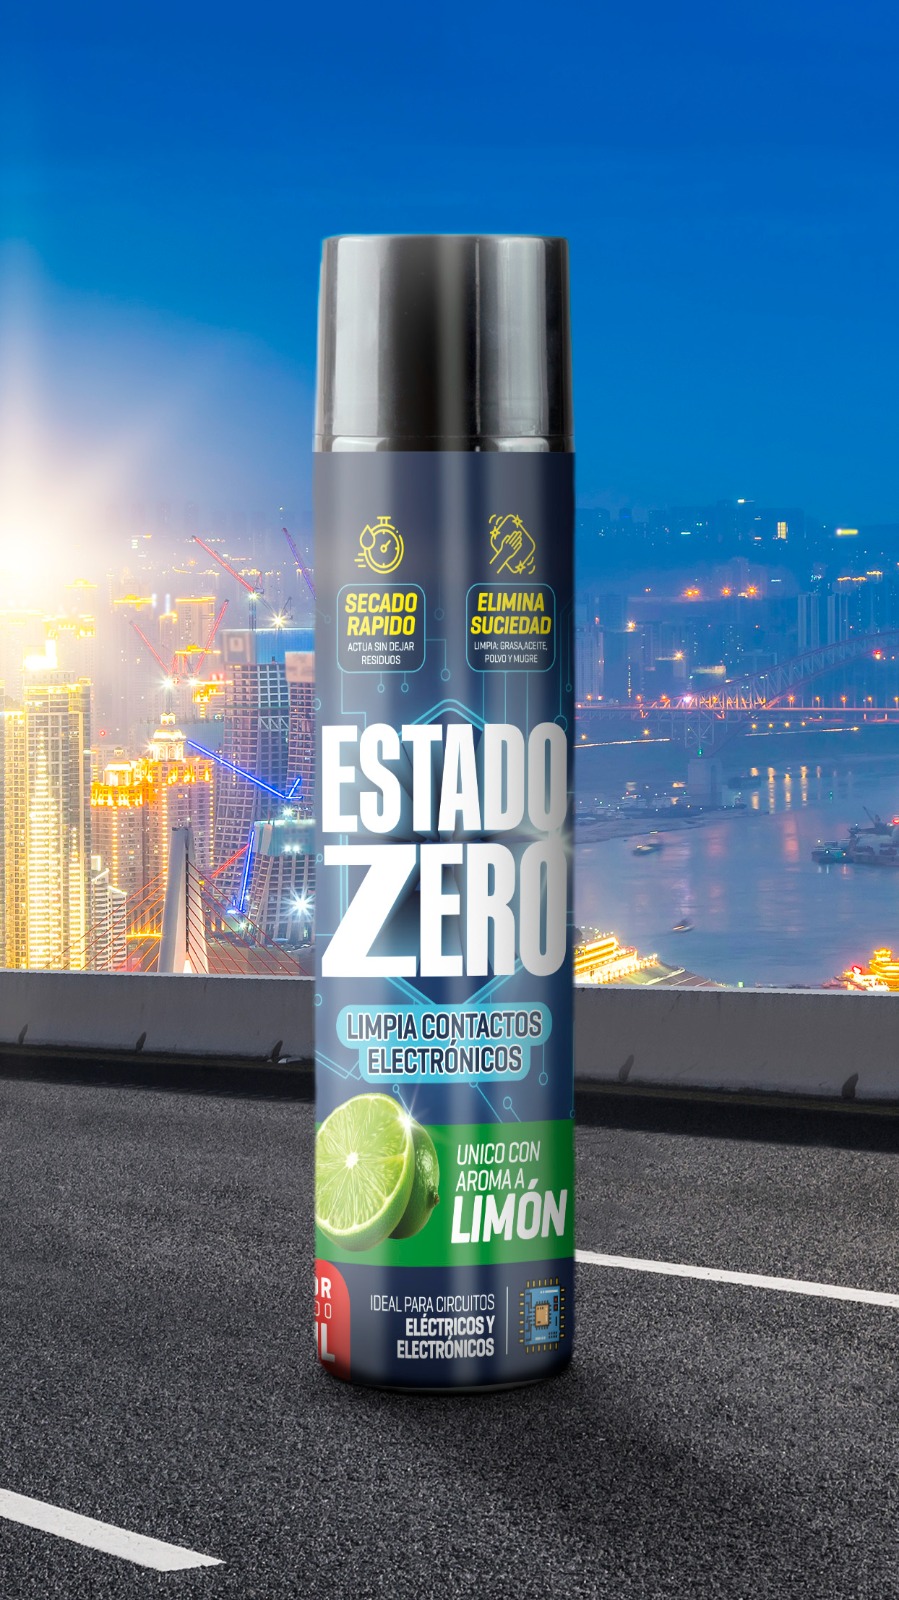 SECADO
RAPIDO
ACTUA SIN DEJAR
RESIDUOS
ELIMINA
SUCIEDAD
LIMPIA: GRASA,ACEITE,
POLVO Y MUGRE
ESTADO
ZERO
LIMPIA CONTACTOS
ELECTRÓNICOS
UNICO CON
AROMA A
LIMÓN
IDEAL PARA CIRCUITOS
ELÉCTRICOS Y
ELECTRÓNICOS